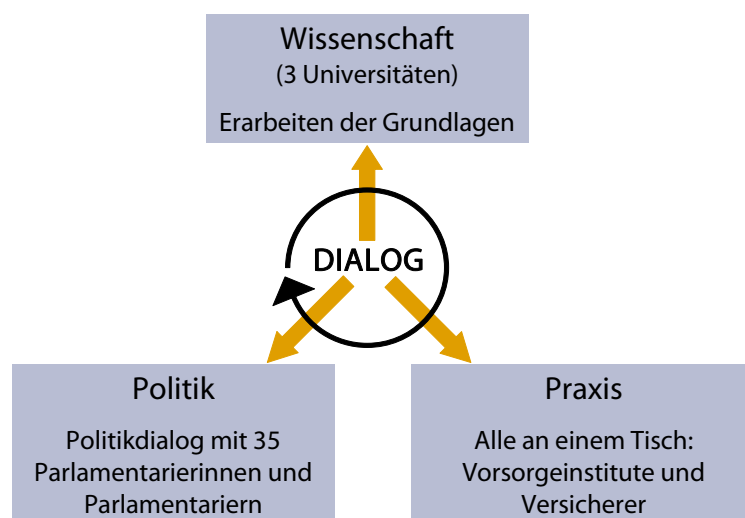 Wissenschaft
(3 Universitäten)
Erarbeiten der Grundlagen
DIALOG
Politik
Politikdialog mit 35
Parlamentarierinnen und
Parlamentariern
Praxis
Alle an einem Tisch:
Vorsorgeinstitute und
Versicherer